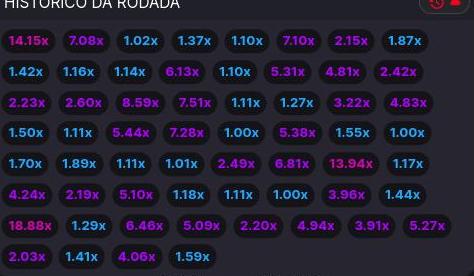 HISTÓRICO DA RODADA
14.15x 7.08x 1.02x 1.37x 1.10x 7.10x 2.15x 1.87x
1.42x 1.16x 1.14x 6.13x 1.10x 5.31x 4.81x 2.42x
2.23x 2.60x 8.59x 7.51x 1.11x 1.27x 3.22x 4.83x
1.50x 1.11x 5.44x 7.28x 1.00x 5.38x 1.55x 1.00x
1.70x 1.89x 1.11x 1.01x 2.49x 6.81x 13.94x 1.17x
4.24x 2.19x 5.10x 1.18x 1.11x 1.00x 3.96x 1.44x
18.88x 1.29x 6.46x 5.09x 2.20x 4.94x 3.91x 5.27x
2.03x 1.41x 4.06x 1.59x